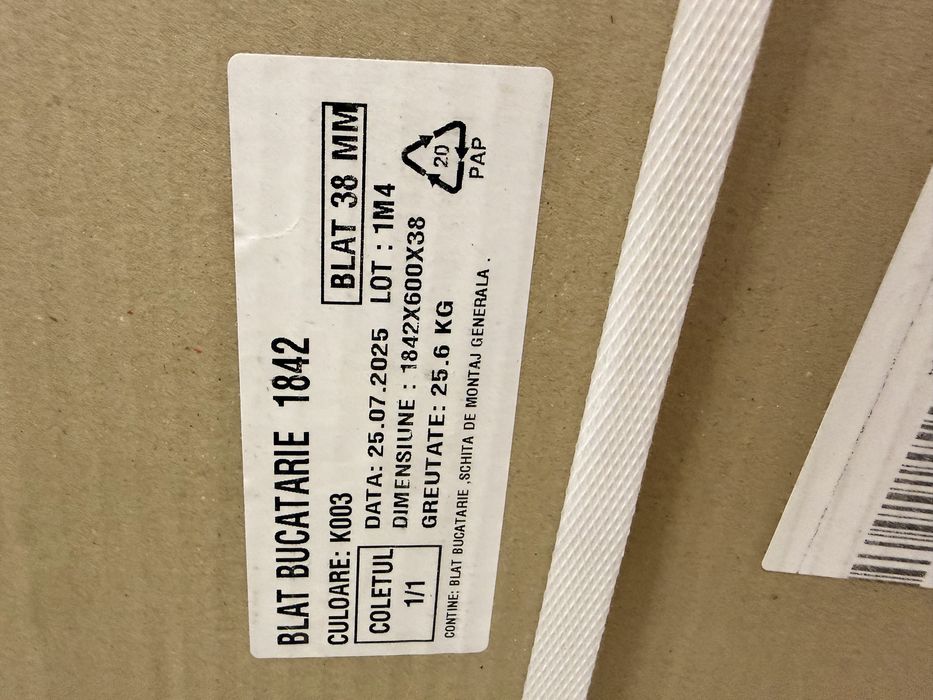 BLAT BUCATARIE 1842
CULOARE: K003
BLAT 38 MM
COLETUL
1/1
DATA: 25.07.2025 LOT : 1M4
DIMENSIUNE : 1842X600X38
GREUTATE: 25.6 KG
20
PAP
CONTINE: BLAT BUCATARIE ,SCHITA DE MONTAJ GENERALA .